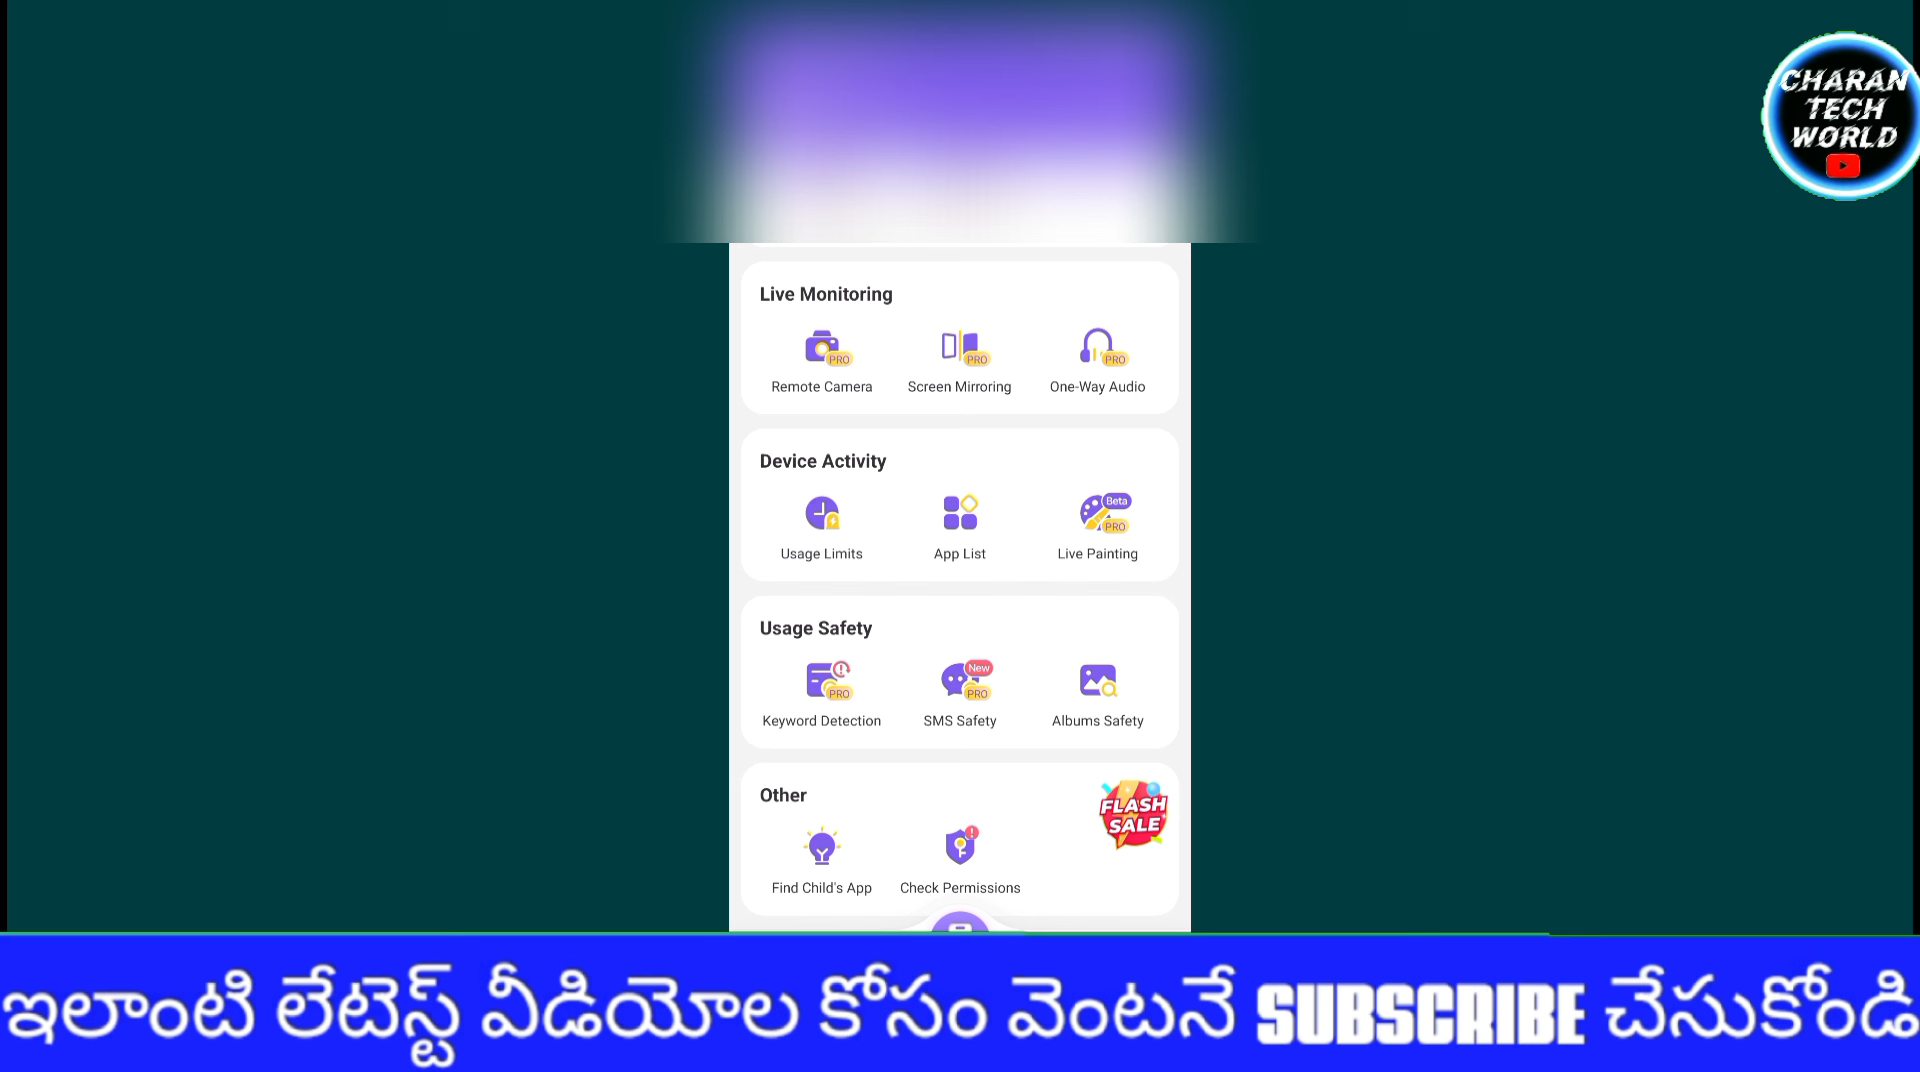 CHARAN
TECH
WORLD
Live Monitoring
PRO PRO PRO
Remote Camera Screen Mirroring One-Way Audio
Device Activity
Beta
PRO
Usage Limits App List Live Painting
Usage Safety
New
PRO PRO
Keyword Detection SMS Safety Albums Safety
Other
FLASH
SALE
Find Child's App Check Permissions
ఇలాంటి లేటెస్ట్ వీడియోల కోసం వెంటనే SUBSCRIBE చేసుకోండి